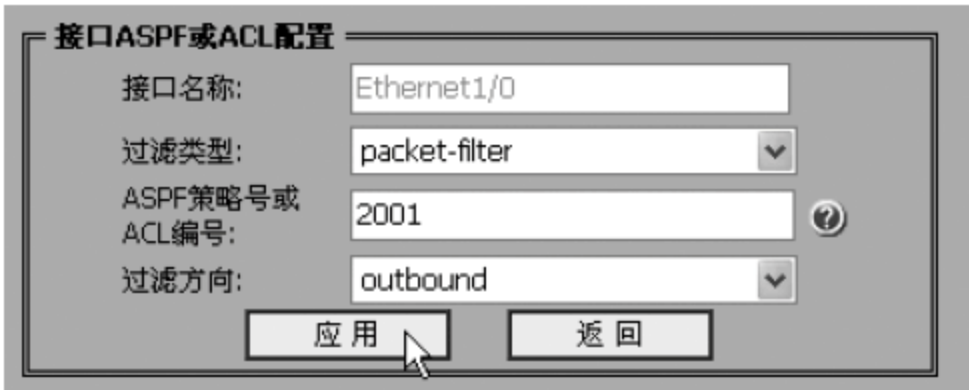 接口ASPF或ACL配置
接口名称: Ethernet1/0
过滤类型: packet-filter
ASPF策略号或
ACL编号: 2001
过滤方向: outbound
应用 返回